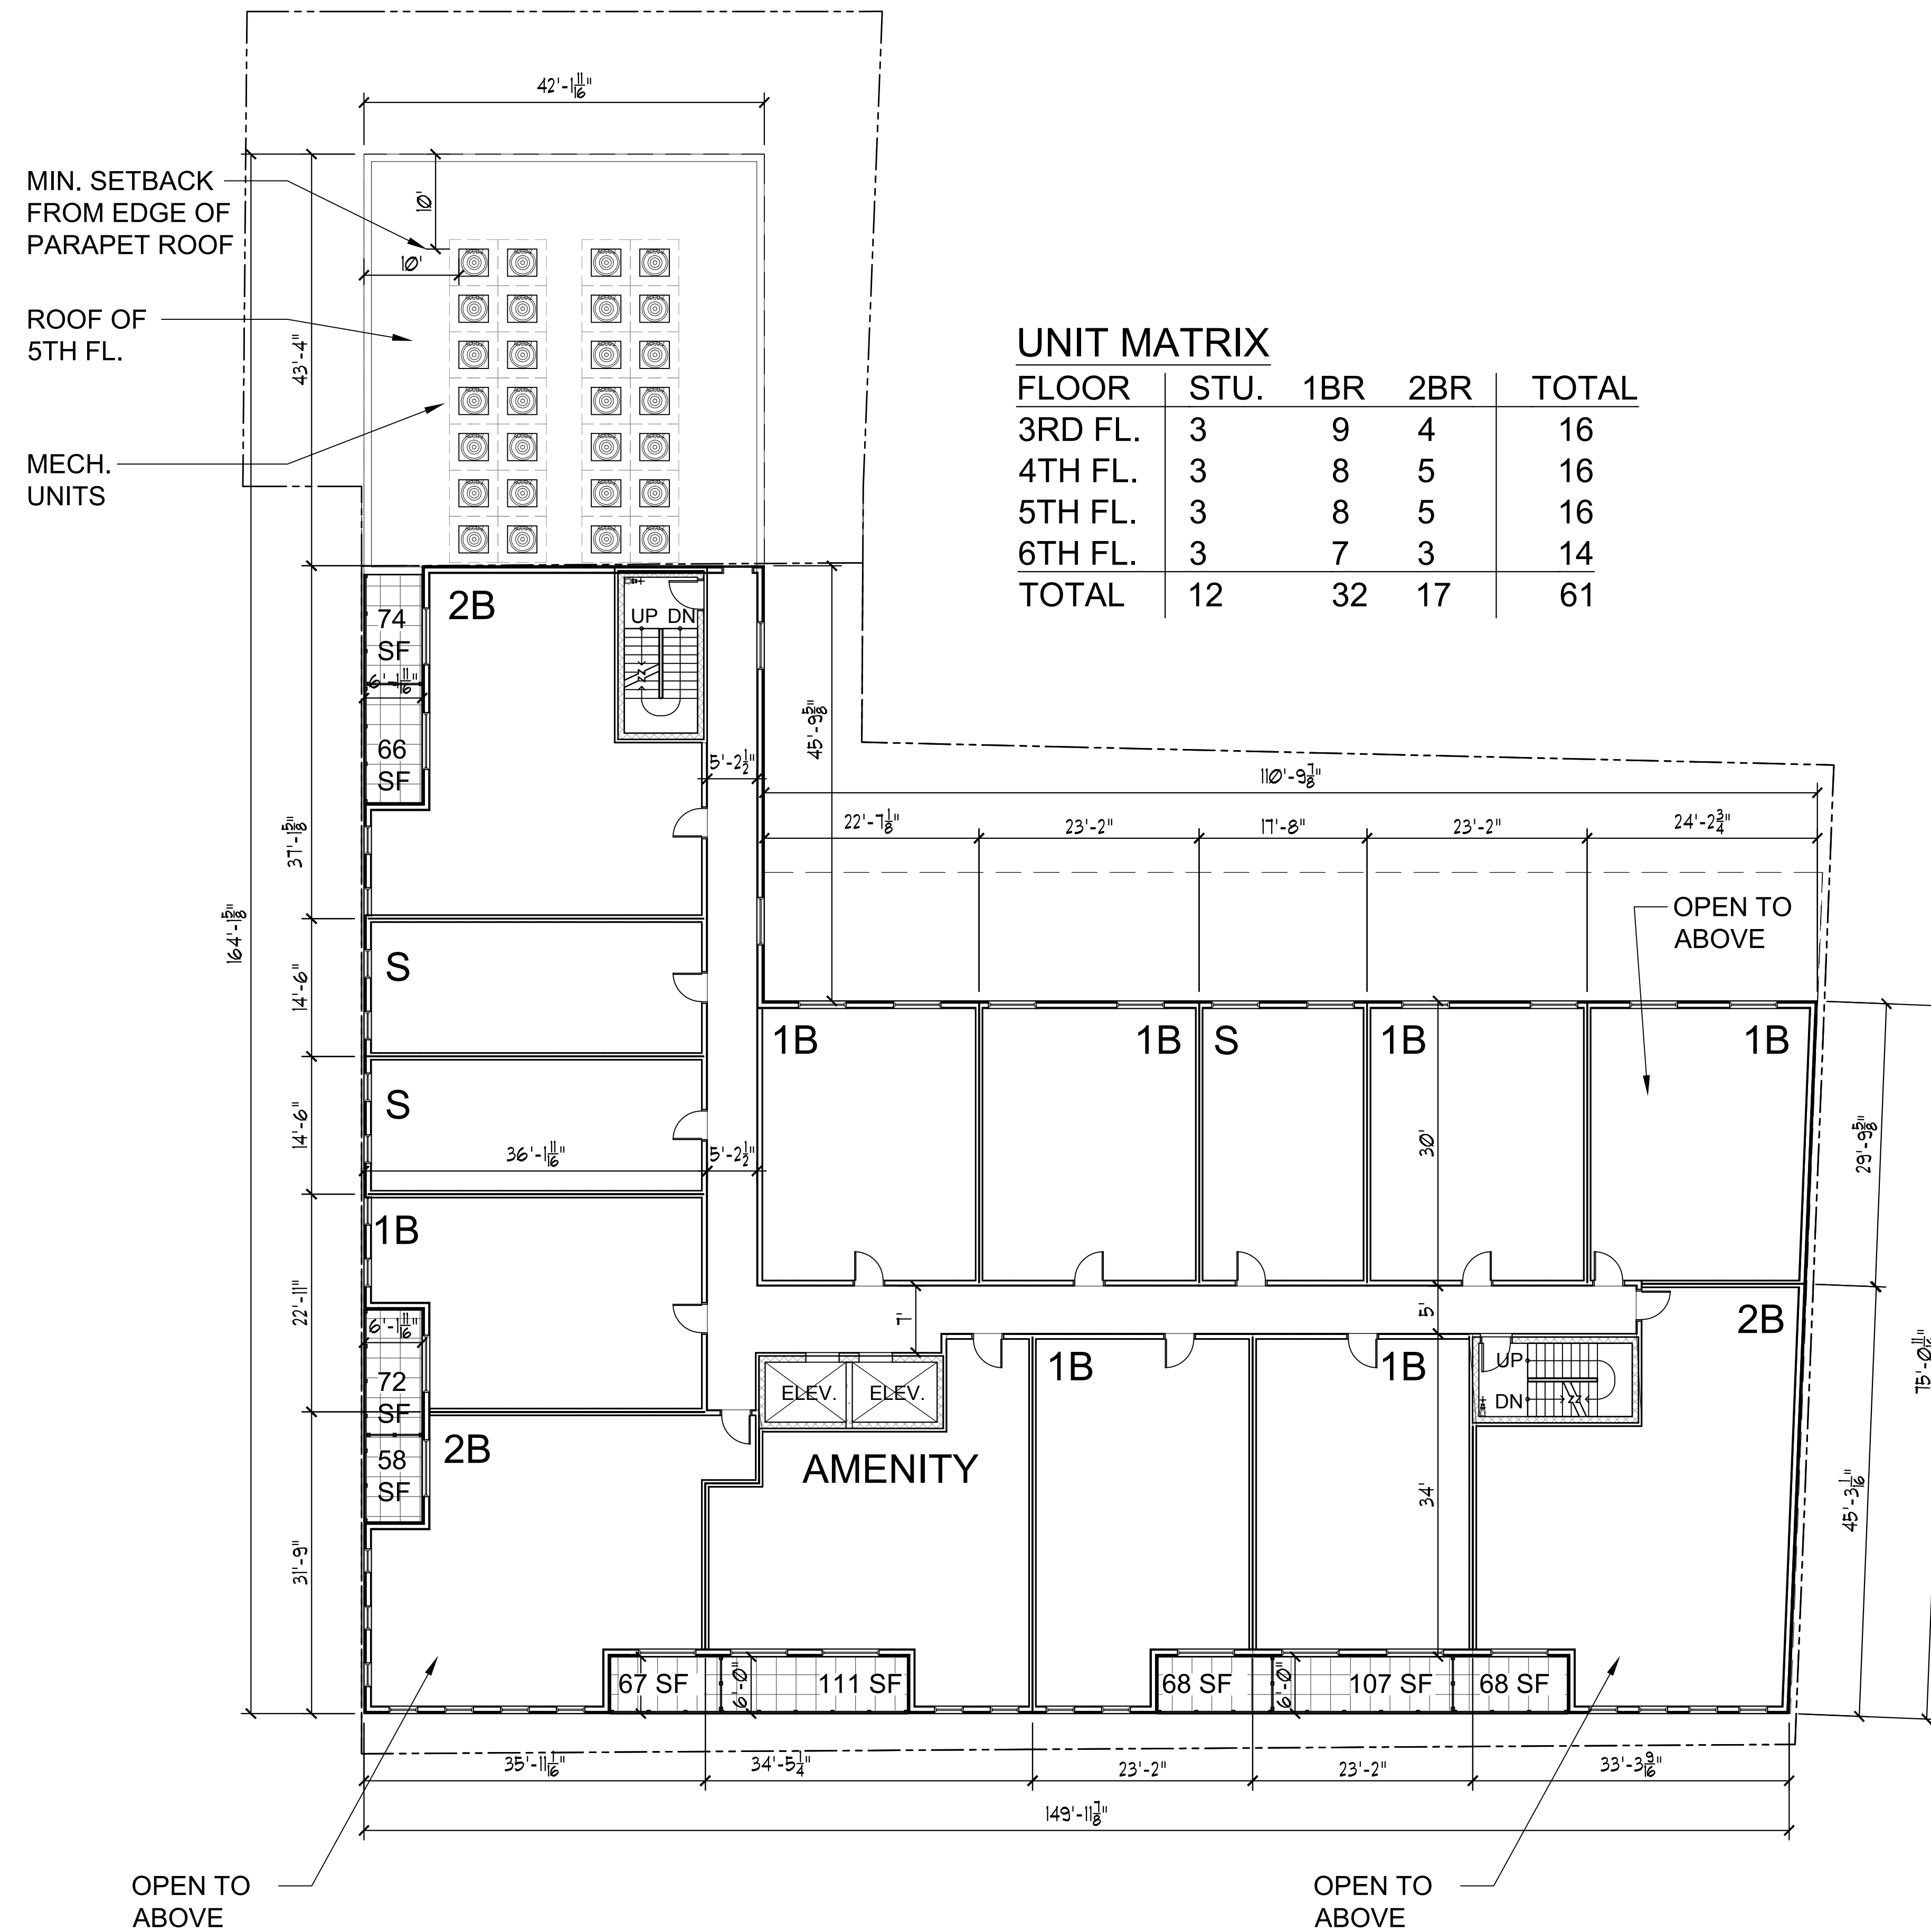 42'-1 11/16"
MIN. SETBACK
FROM EDGE OF
PARAPET ROOF
10'
10'
ROOF OF
5TH FL.
43'-4"
MECH.
UNITS
UNIT MATRIX
FLOOR STU. 1BR 2BR TOTAL
3RD FL. 3 9 4 16
4TH FL. 3 8 5 16
5TH FL. 3 8 5 16
6TH FL. 3 7 3 14
TOTAL 12 32 17 61
74
SF
2B
UP DN
6'-1 11/16"
66
SF
45'-9 5/8"
5'-2 1/2"
110'-9 7/8"
37'-1 5/8"
22'-7 1/8"
23'-2"
17'-8"
23'-2"
24'-2 3/4"
164'-1 5/8"
OPEN TO
ABOVE
S
14'-6"
1B
1B
S
1B
1B
S
14'-6"
36'-1 11/16"
5'-2 1/2"
30'
29'-9 5/8"
1B
22'-11"
6'-1 11/16"
7'
5'
2B
72
SF
ELEV.
ELEV.
1B
1B
UP
DN
75'-0 11/16"
58
SF
2B
AMENITY
34'
45'-3 1/16"
31'-9"
67 SF
6'-0"
111 SF
68 SF
6'-0"
107 SF
68 SF
35'-11 1/16"
34'-5 1/4"
23'-2"
23'-2"
33'-3 9/16"
149'-11 7/8"
OPEN TO
ABOVE
OPEN TO
ABOVE